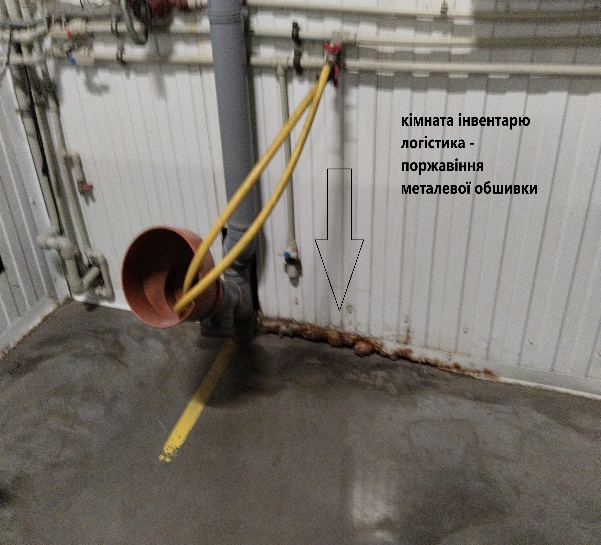 кімната інвентарю
логістика -
поржавіння
металевої обшивки